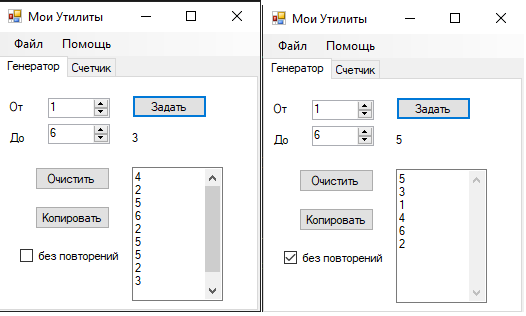 Мои Утилиты
Файл Помощь
Генератор Счетчик
От 1 Задать
До 6 3
Очистить
Копировать
без повторений
4
2
5
6
2
5
5
2
3
Мои Утилиты
Файл Помощь
Генератор Счетчик
От 1 Задать
До 6 5
Очистить
Копировать
без повторений
5
3
1
4
6
2